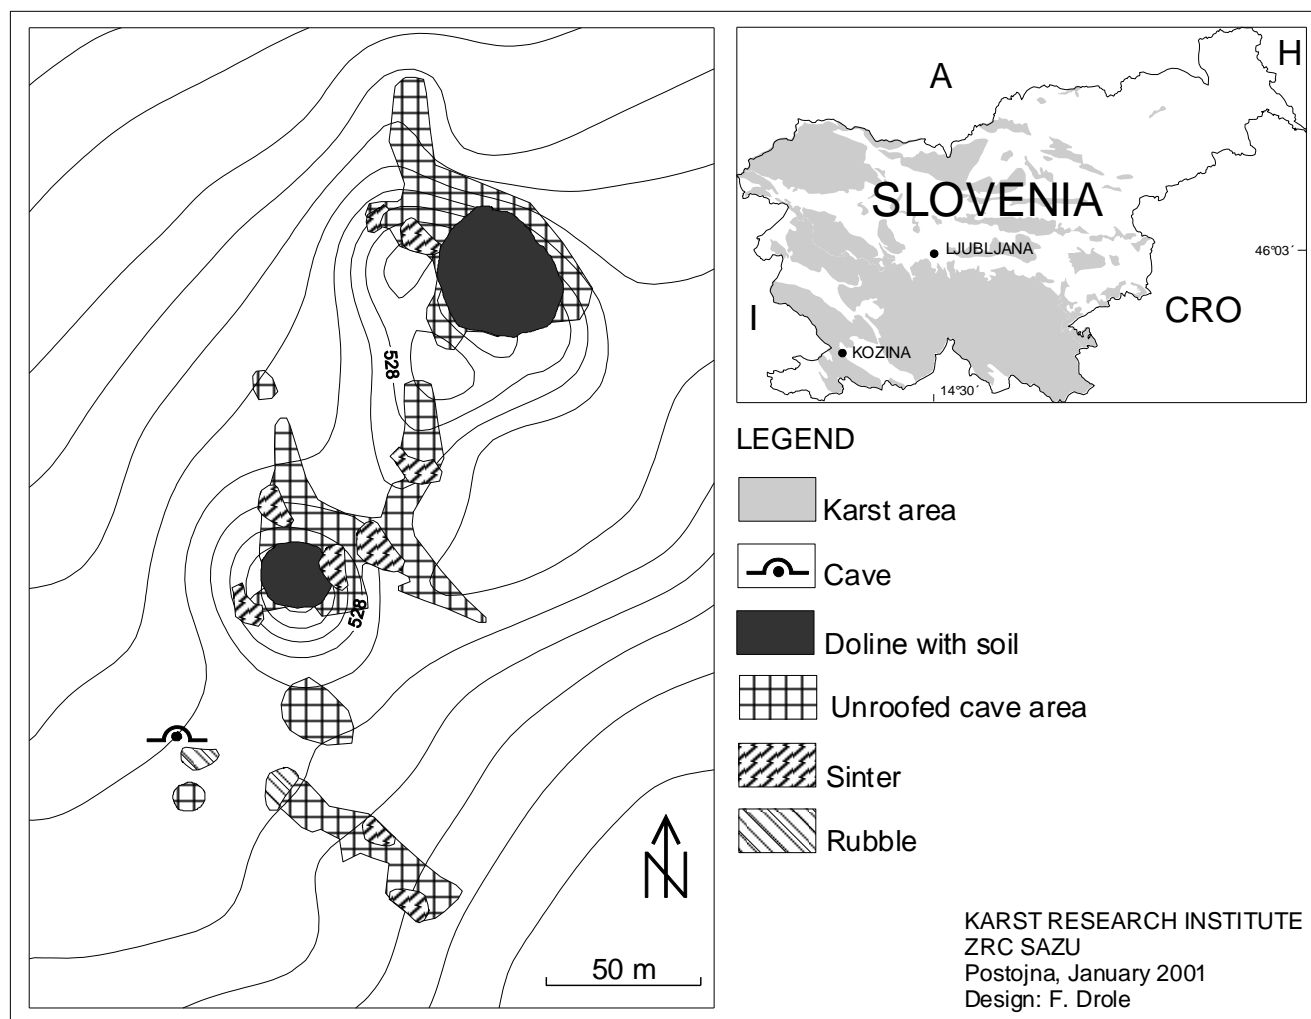 528
528
N
50 m
A
H
SLOVENIA
LJUBLJANA
46°03´
I
CRO
KOZINA
14°30´
LEGEND
Karst area
Cave
Doline with soil
Unroofed cave area
Sinter
Rubble
KARST RESEARCH INSTITUTE
ZRC SAZU
Postojna, January 2001
Design: F. Drole